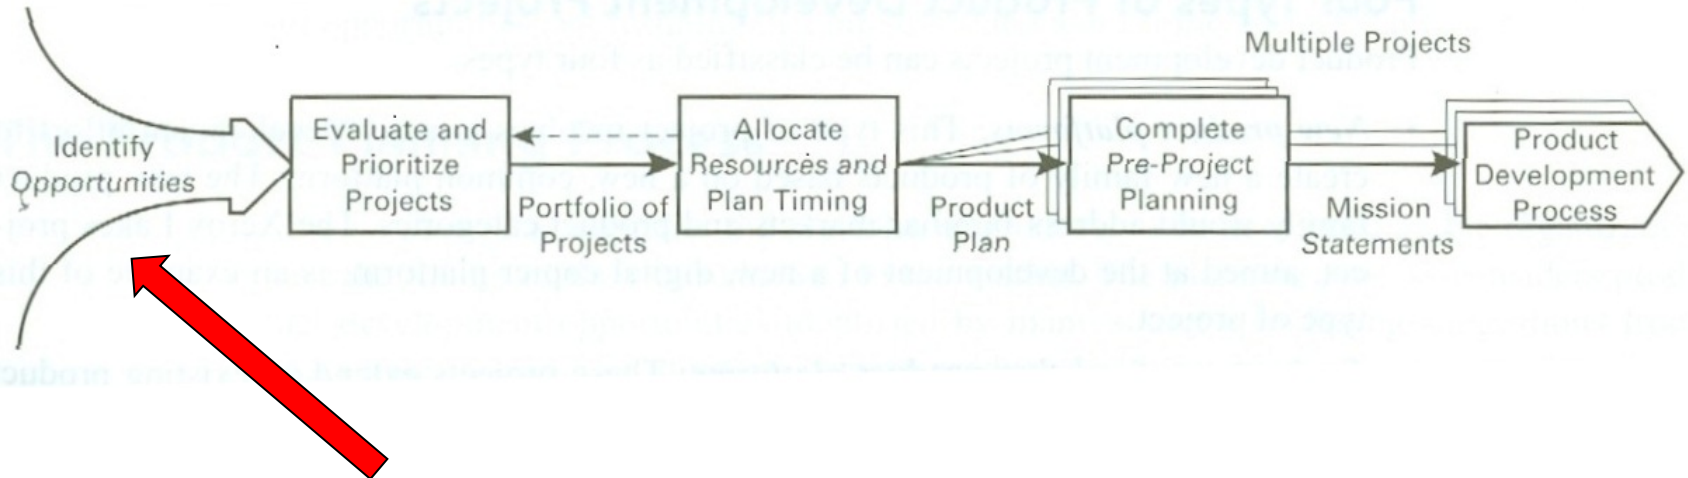 Multiple Projects
Identify
Opportunities
Evaluate and
Prioritize
Projects
Portfolio of
Projects
Allocate
Resources and
Plan Timing
Product
Plan
Complete
Pre-Project
Planning
Mission
Statements
Product
Development
Process